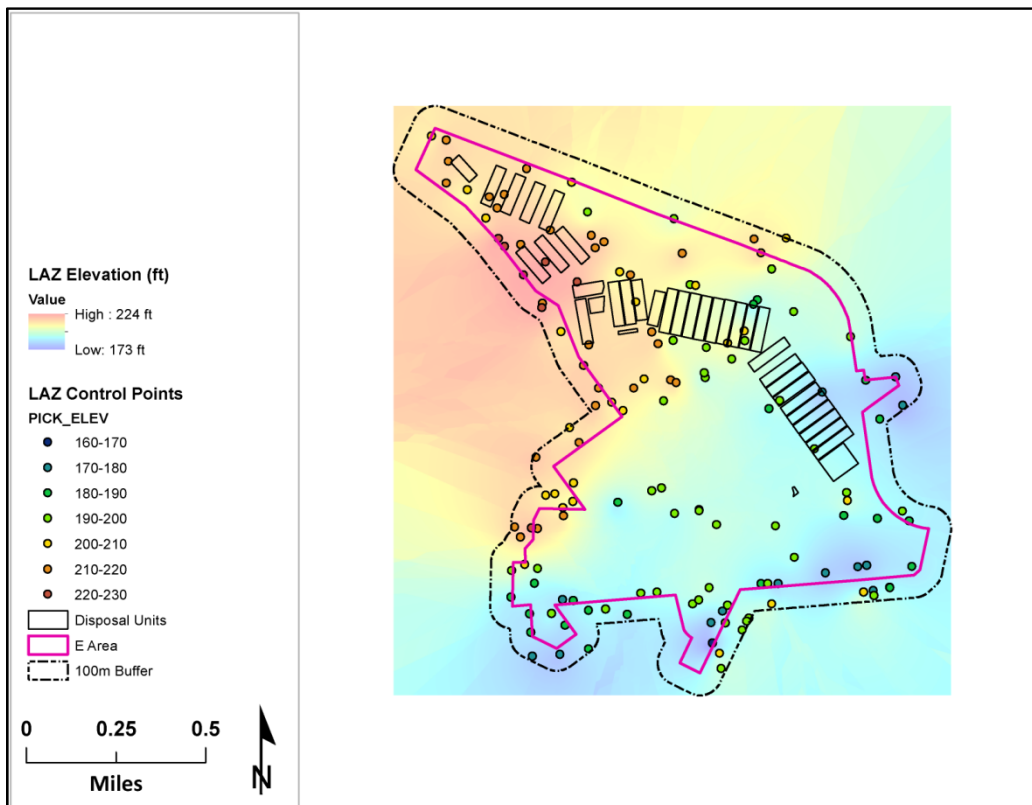 LAZ Elevation (ft)
Value
High : 224 ft
Low: 173 ft
LAZ Control Points
PICK_ELEV
160-170
170-180
180-190
190-200
200-210
210-220
220-230
Disposal Units
E Area
100m Buffer
0 0.25 0.5
Miles
N